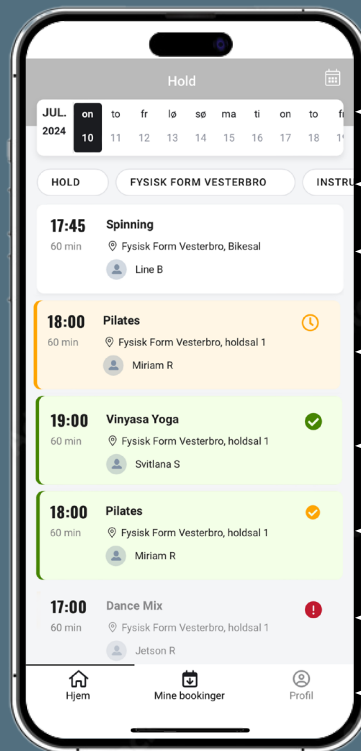 Hold
JUL. on to fr lø sø ma ti on to
2024 10 11 12 13 14 15 16 17 18
HOLD FYSISK FORM VESTERBRO INSTRU
17:45 Spinning
60 min Fysisk Form Vesterbro, Bikesal
Line B
18:00 Pilates
60 min Fysisk Form Vesterbro, holdsal 1
Miriam R
19:00 Vinyasa Yoga
60 min Fysisk Form Vesterbro, holdsal 1
Svitlana S
18:00 Pilates
60 min Fysisk Form Vesterbro, holdsal 1
Miriam R
17:00 Dance Mix
60 min Fysisk Form Vesterbro, holdsal 1
Jetson R
Hjem Mine bookinger Profil